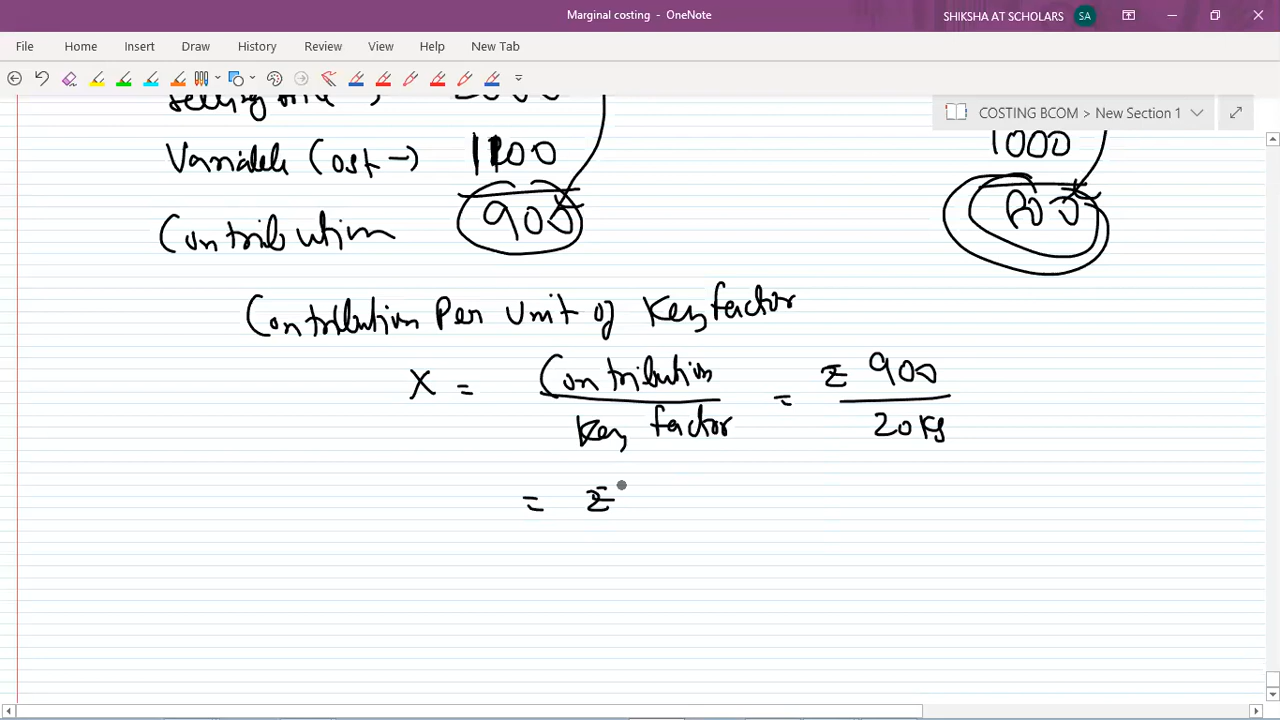 Marginal costing - OneNote
SHIKSHA AT SCHOLARS SA
File Home Insert Draw History Review View Help New Tab
COSTING BCOM > New Section 1
Variable Cost → 1100 1000
Contribution 900 800
Contribution Per Unit of Key factor
X = Contribution / Key factor = ₹ 900 / 20 Kg
= ₹